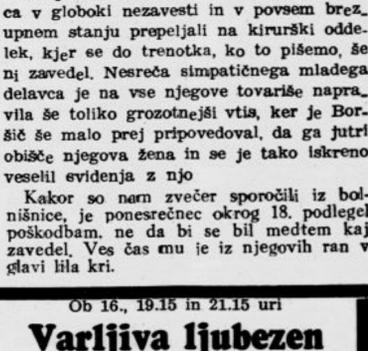 ca v globoki nezavesti in v povsem brez-
upnem stanju prepeljali na kirurški odde-
lek, kjer se do trenotka, ko to pišemo, še
ni zavedel. Nesreča simpatičnega mladega
delavca je na vse njegove tovariše napra-
vila še toliko grozotnejši vtis, ker je Bor-
šič še malo prej pripovedoval, da ga jutri
obišče njegova žena in se je tako iskreno
veselil svidenja z njo
Kakor so nam zvečer sporočili iz bol-
nišnice, je ponesrečnec okrog 18. podlegel
poškodbam. ne da bi se bil medtem kaj
zavedel. Ves čas mu je iz njegovih ran v
glavi lila kri.
Ob 16., 19.15 in 21.15 uri
Varljiva ljubezen